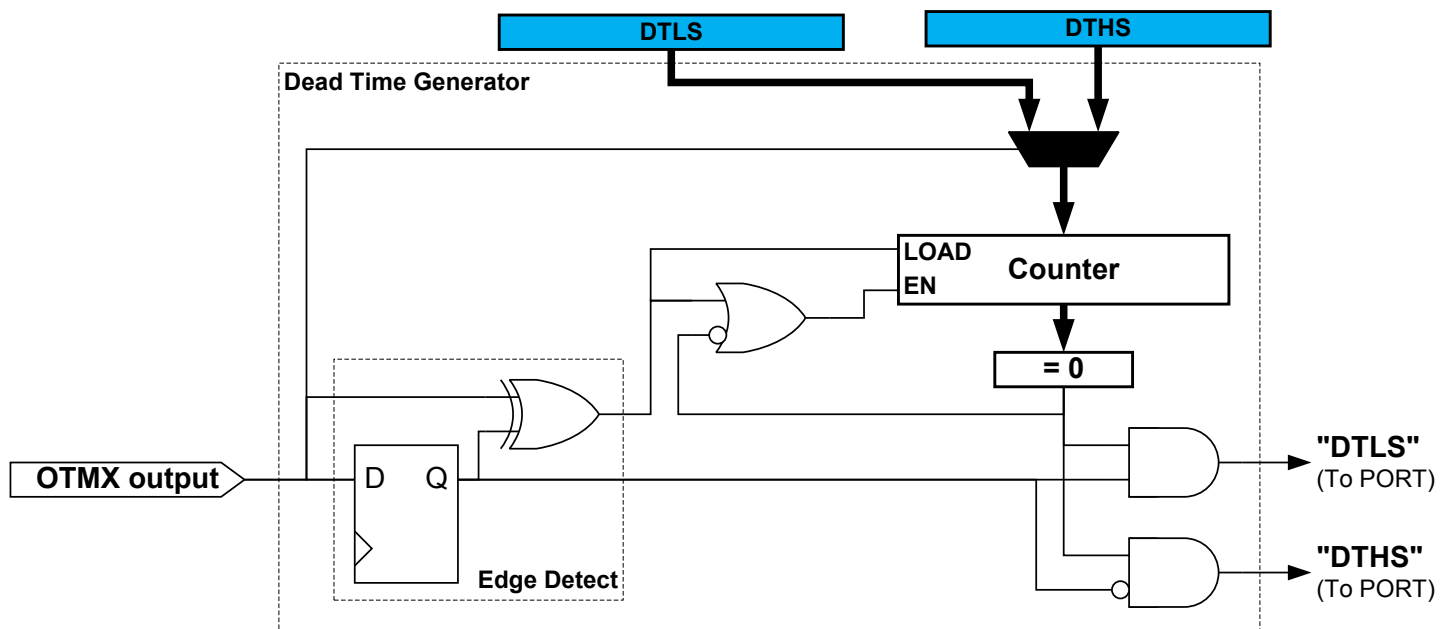 DTLS
DTHS
Dead Time Generator
LOAD
Counter
EN
= 0
OTMX output
D
Q
Edge Detect
"DTLS"
(To PORT)
"DTHS"
(To PORT)